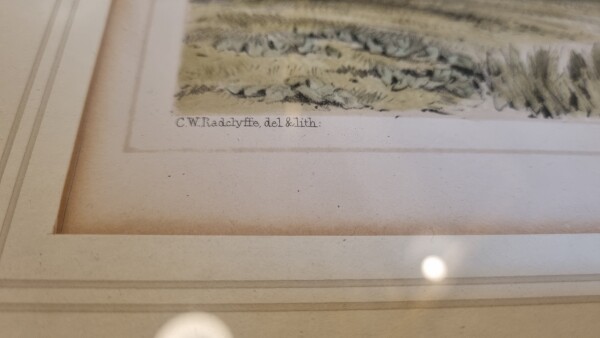 C.W.Radclyffe, del & lith.